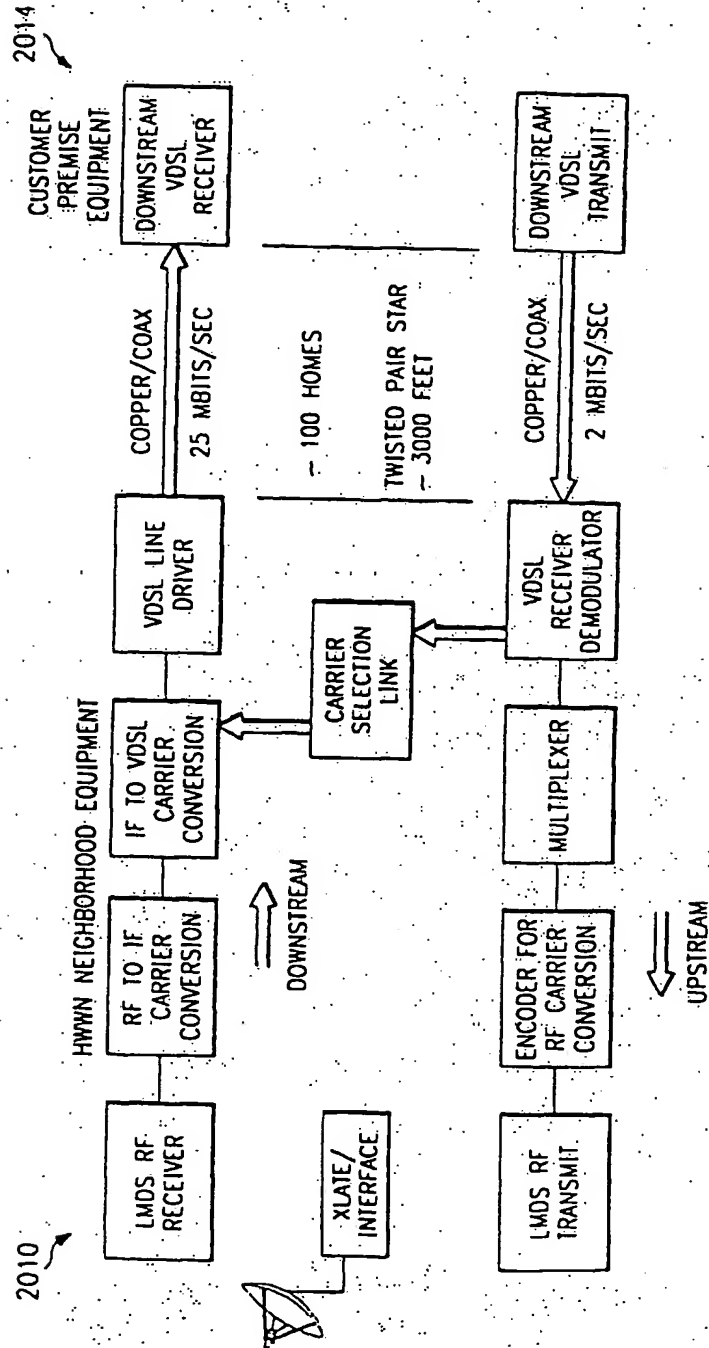 2010
HWWN NEIGHBORHOOD EQUIPMENT
CUSTOMER
PREMISE
EQUIPMENT
2014
LMDS RF
RECEIVER
RF TO IF
CARRIER
CONVERSION
IF TO VDSL
CARRIER
CONVERSION
VDSL LINE
DRIVER
COPPER/COAX
25 MBITS/SEC
DOWNSTREAM
VDSL
RECEIVER
DOWNSTREAM
XLATE/
INTERFACE
CARRIER
SELECTION
LINK
~ 100 HOMES
TWISTED PAIR STAR
~ 3000 FEET
LMDS RF
TRANSMIT
ENCODER FOR
RF CARRIER
CONVERSION
MULTIPLEXER
VDSL
RECEIVER
DEMODULATOR
COPPER/COAX
2 MBITS/SEC
DOWNSTREAM
VDSL
TRANSMIT
UPSTREAM